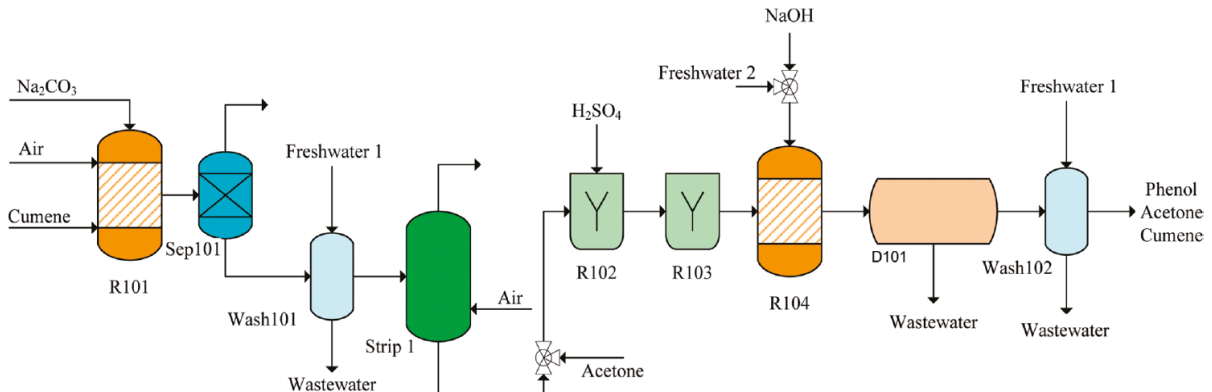 NaOH
Na₂CO₃
Freshwater 2
Freshwater 1
H₂SO₄
Air
Freshwater 1
Phenol
Acetone
Cumene
Cumene
Sep101
D101
Wash102
R101
R102
R103
R104
Air
Wash101
Strip 1
Wastewater
Wastewater
Acetone
Wastewater